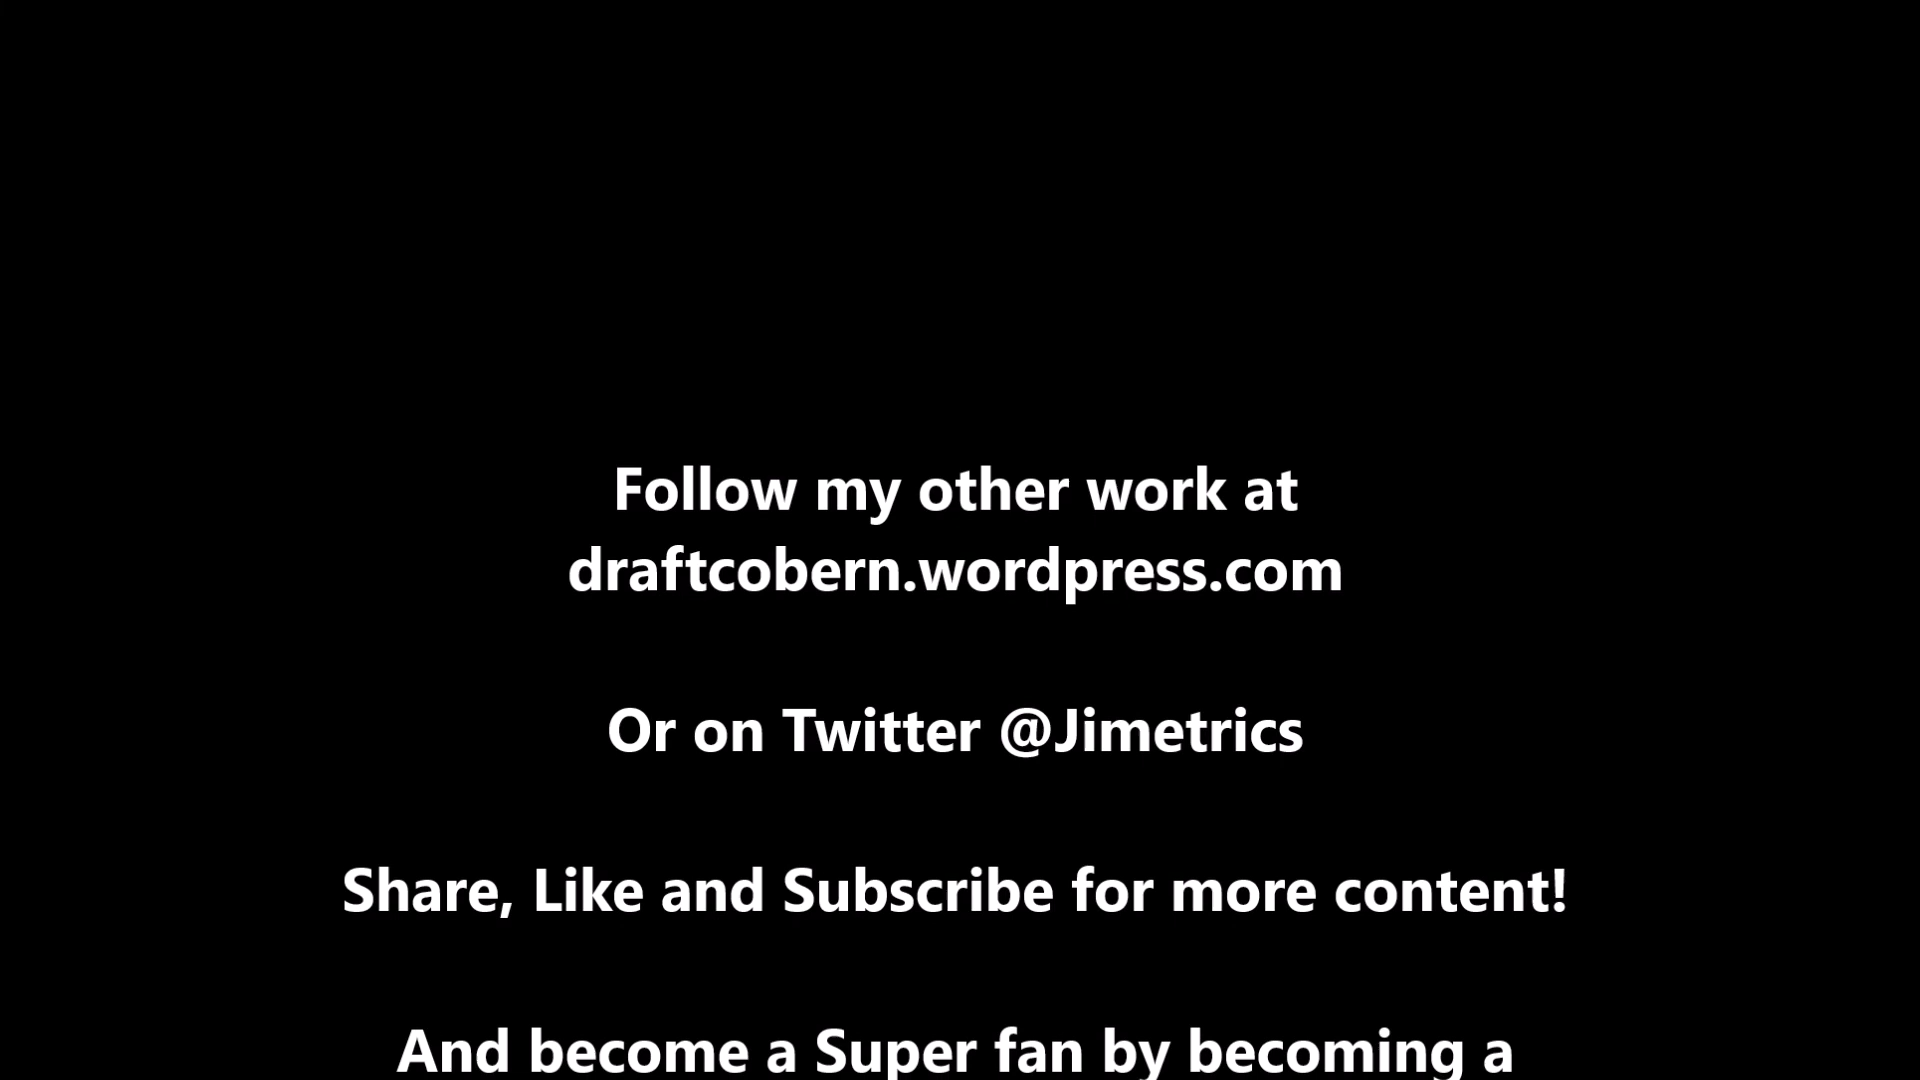 Follow my other work at
draftcobern.wordpress.com
Or on Twitter @Jimetrics
Share, Like and Subscribe for more content!
And become a Super fan by becoming a